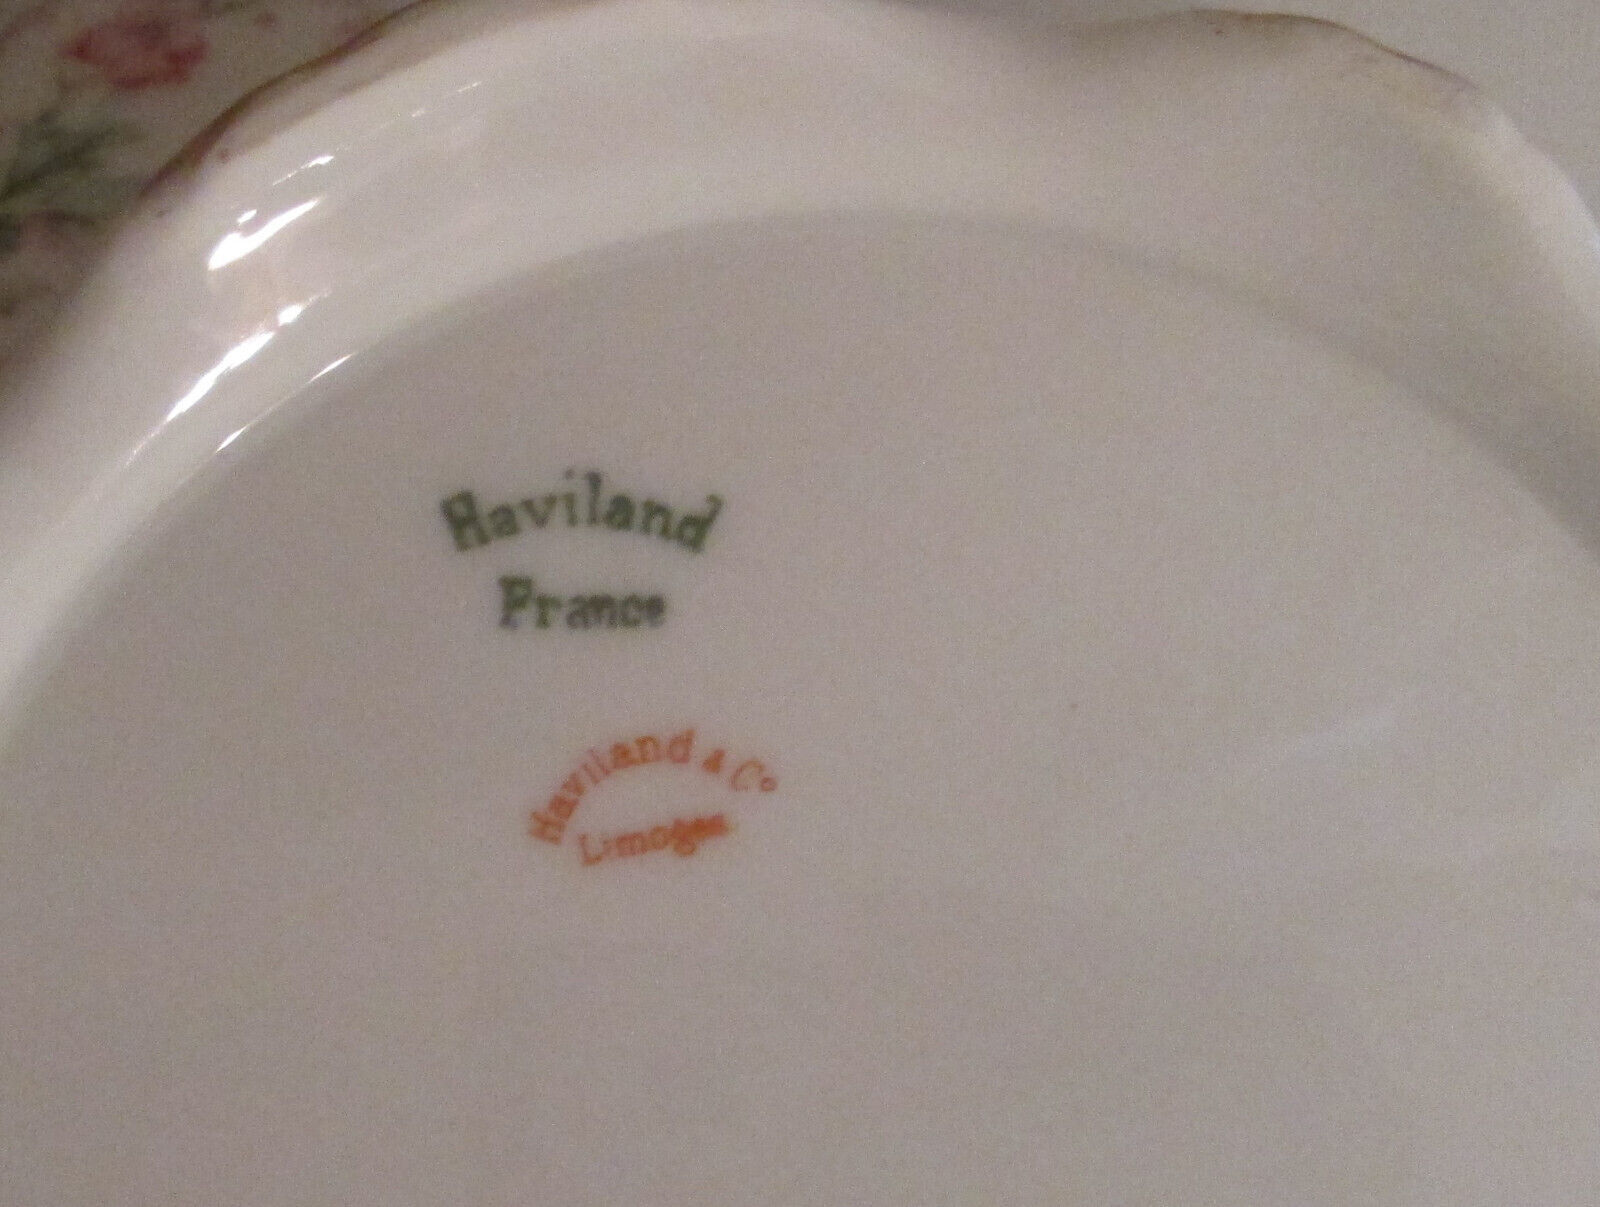 Haviland
France
Haviland & Co
Limoges